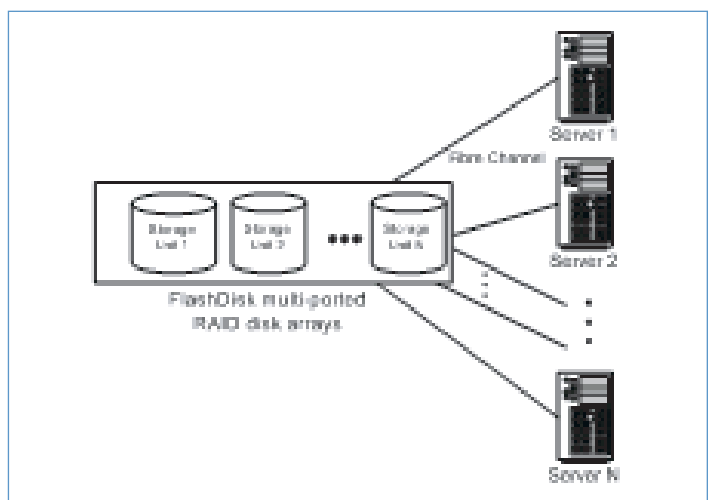 Server 1
Fibre Channel
Storage
Unit 1
Storage
Unit 2
Storage
Unit N
Server 2
FlashDisk multi-ported
RAID disk arrays
Server N